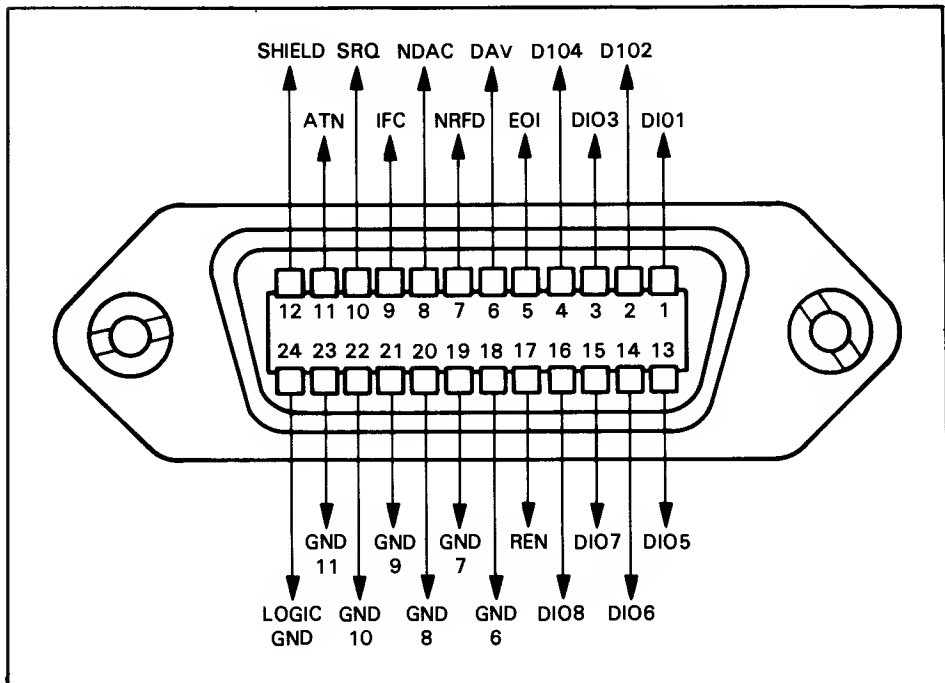 SHIELD SRQ NDAC DAV D104 D102
ATN IFC NRFD EOI DIO3 DIO1
12 11 10 9 8 7 6 5 4 3 2 1
24 23 22 21 20 19 18 17 16 15 14 13
GND 11 GND 9 GND 7 REN DIO7 DIO5
LOGIC GND GND 10 GND 8 GND 6 DIO8 DIO6